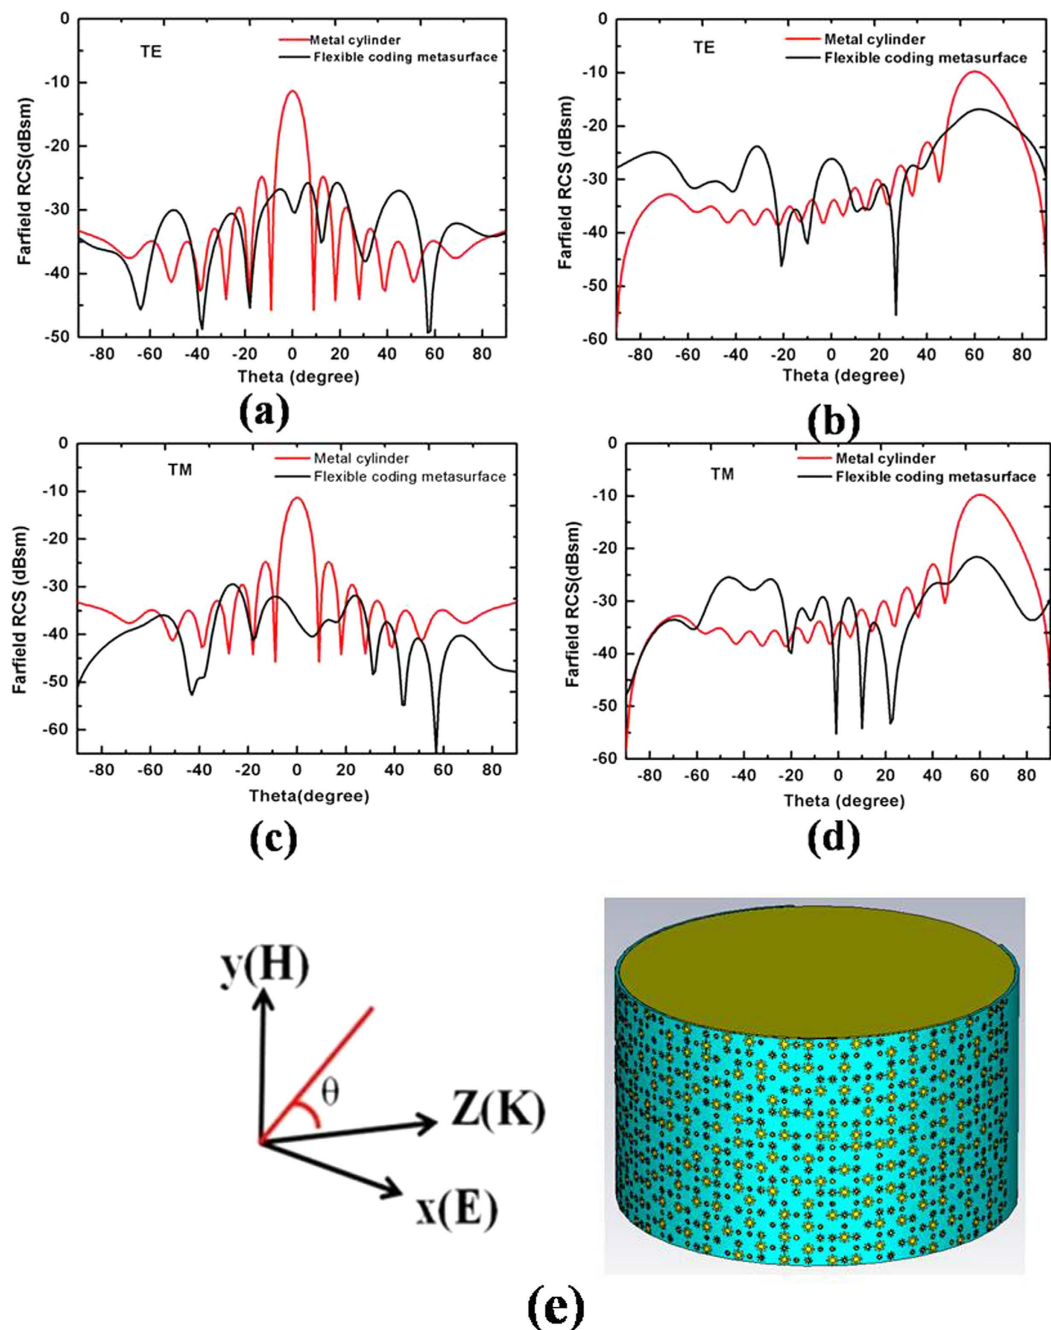 TE
Metal cylinder
Flexible coding metasurface
Farfield RCS(dBsm)
0
-10
-20
-30
-40
-50
-80 -60 -40 -20 0 20 40 60 80
Theta (degree)
(a)
TE
Metal cylinder
Flexible coding metasurface
Farfield RCS (dBsm)
0
-10
-20
-30
-40
-50
-60
-80 -60 -40 -20 0 20 40 60 80
Theta (degree)
(b)
TM
Metal cylinder
Flexible coding metasurface
Farfield RCS (dBsm)
0
-10
-20
-30
-40
-50
-60
-80 -60 -40 -20 0 20 40 60 80
Theta(degree)
(c)
TM
Metal cylinder
Flexible coding metasurface
Farfield RCS(dBsm)
0
-10
-20
-30
-40
-50
-60
-80 -60 -40 -20 0 20 40 60 80
Theta (degree)
(d)
y(H)
θ
Z(K)
x(E)
(e)